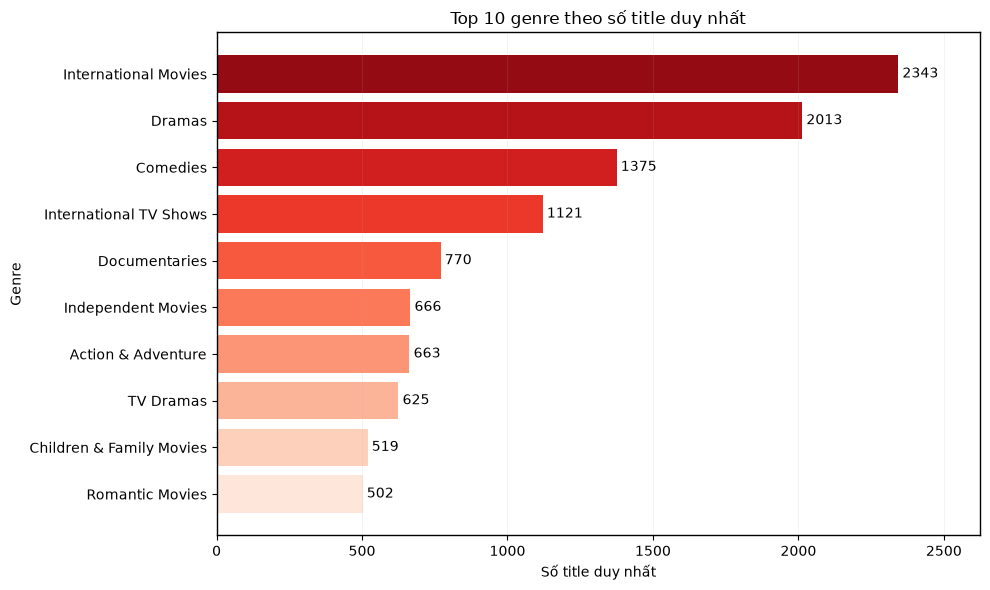 Top 10 genre theo số title duy nhất
Genre
International Movies
2343
Dramas
2013
Comedies
1375
International TV Shows
1121
Documentaries
770
Independent Movies
666
Action & Adventure
663
TV Dramas
625
Children & Family Movies
519
Romantic Movies
502
0 500 1000 1500 2000 2500
Số title duy nhất